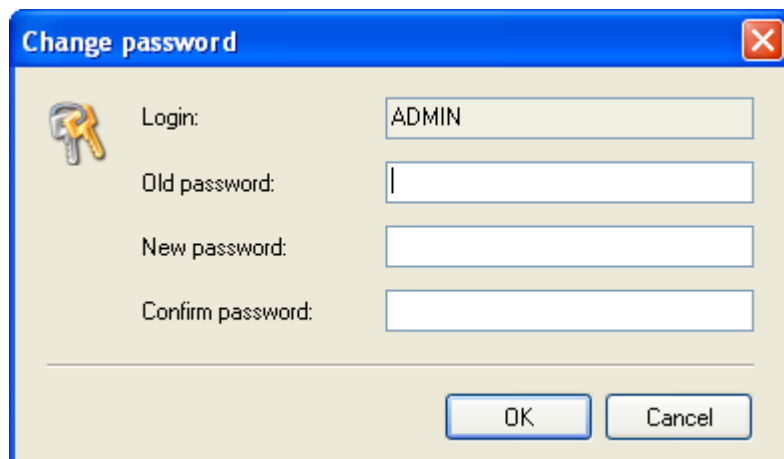 Change password
Login: ADMIN
Old password:
New password:
Confirm password:
OK Cancel